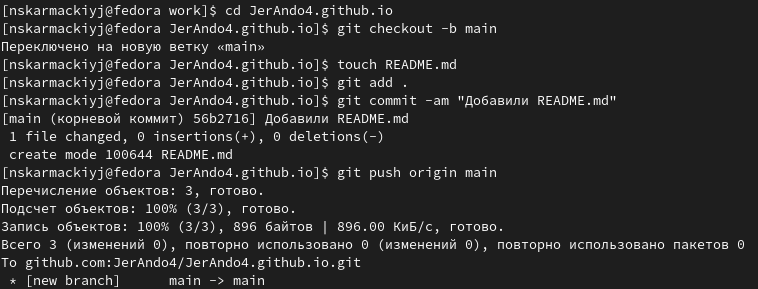 [nskarmackiyj@fedora work]$ cd JerAndo4.github.io
[nskarmackiyj@fedora JerAndo4.github.io]$ git checkout -b main
Переключено на новую ветку «main»
[nskarmackiyj@fedora JerAndo4.github.io]$ touch README.md
[nskarmackiyj@fedora JerAndo4.github.io]$ git add .
[nskarmackiyj@fedora JerAndo4.github.io]$ git commit -am "Добавили README.md"
[main (корневой коммит) 56b2716] Добавили README.md
 1 file changed, 0 insertions(+), 0 deletions(-)
 create mode 100644 README.md
[nskarmackiyj@fedora JerAndo4.github.io]$ git push origin main
Перечисление объектов: 3, готово.
Подсчет объектов: 100% (3/3), готово.
Запись объектов: 100% (3/3), 896 байтов | 896.00 КиБ/с, готово.
Всего 3 (изменений 0), повторно использовано 0 (изменений 0), повторно использовано пакетов 0
To github.com:JerAndo4/JerAndo4.github.io.git
 * [new branch]      main -> main